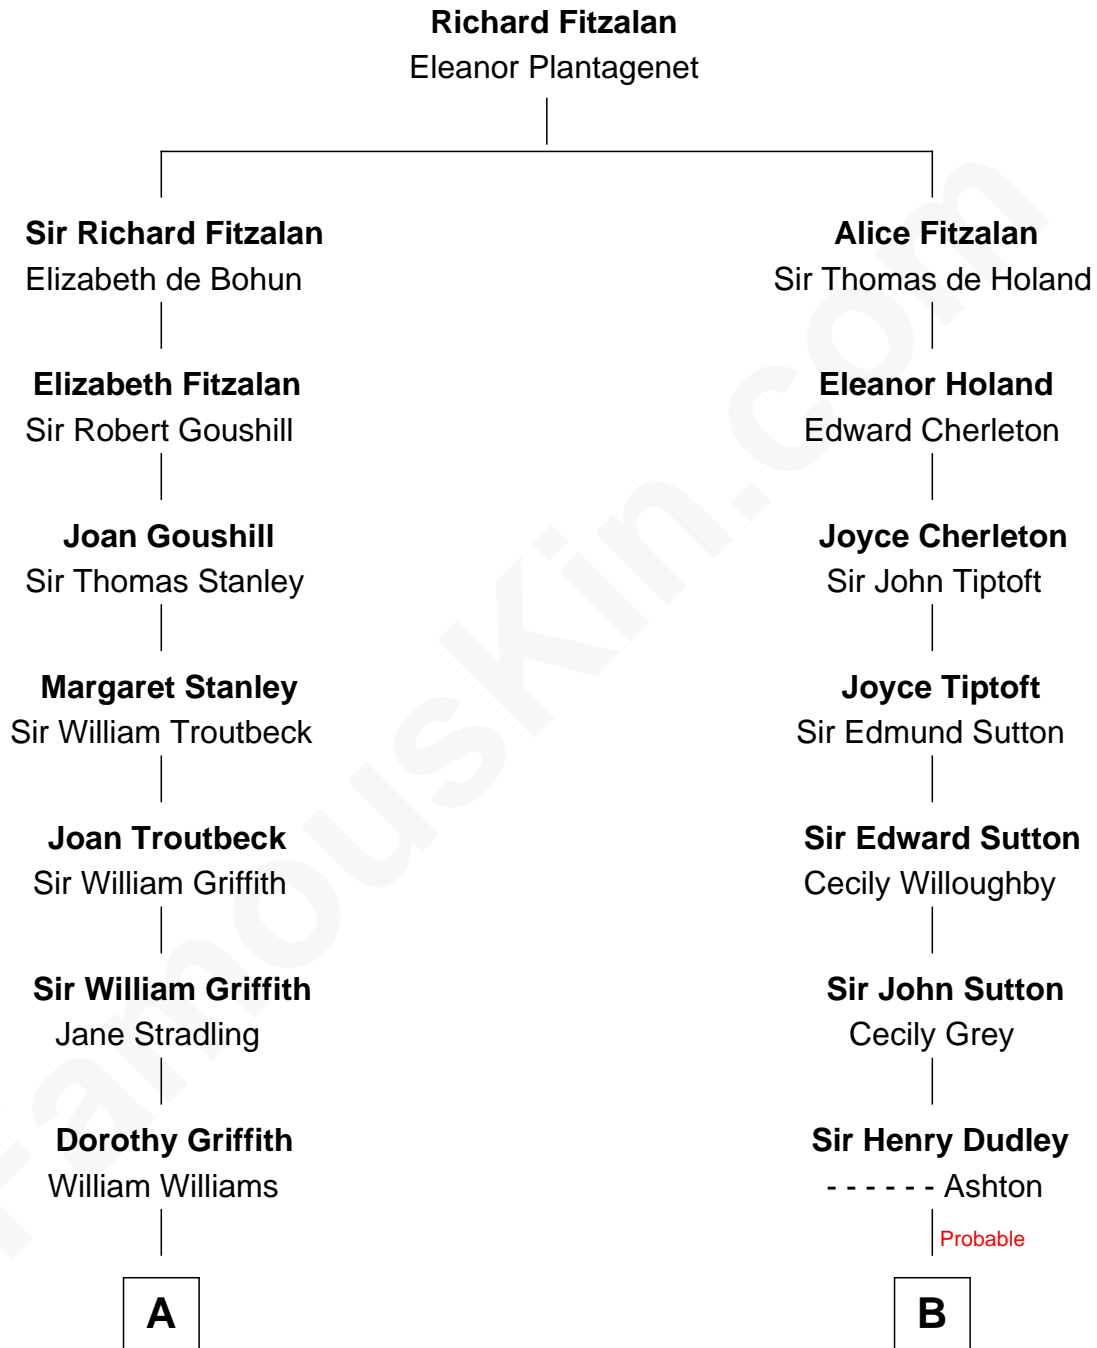 Richard Fitzalan
Eleanor Plantagenet
Sir Richard Fitzalan
Elizabeth de Bohun
Elizabeth Fitzalan
Sir Robert Goushill
Joan Goushill
Sir Thomas Stanley
Margaret Stanley
Sir William Troutbeck
Joan Troutbeck
Sir William Griffith
Sir William Griffith
Jane Stradling
Dorothy Griffith
William Williams
A
Alice Fitzalan
Sir Thomas de Holand
Eleanor Holand
Edward Cherleton
Joyce Cherleton
Sir John Tiptoft
Joyce Tiptoft
Sir Edmund Sutton
Sir Edward Sutton
Cecily Willoughby
Sir John Sutton
Cecily Grey
Sir Henry Dudley
- - - - - - Ashton
Probable
B
FamousKin.com